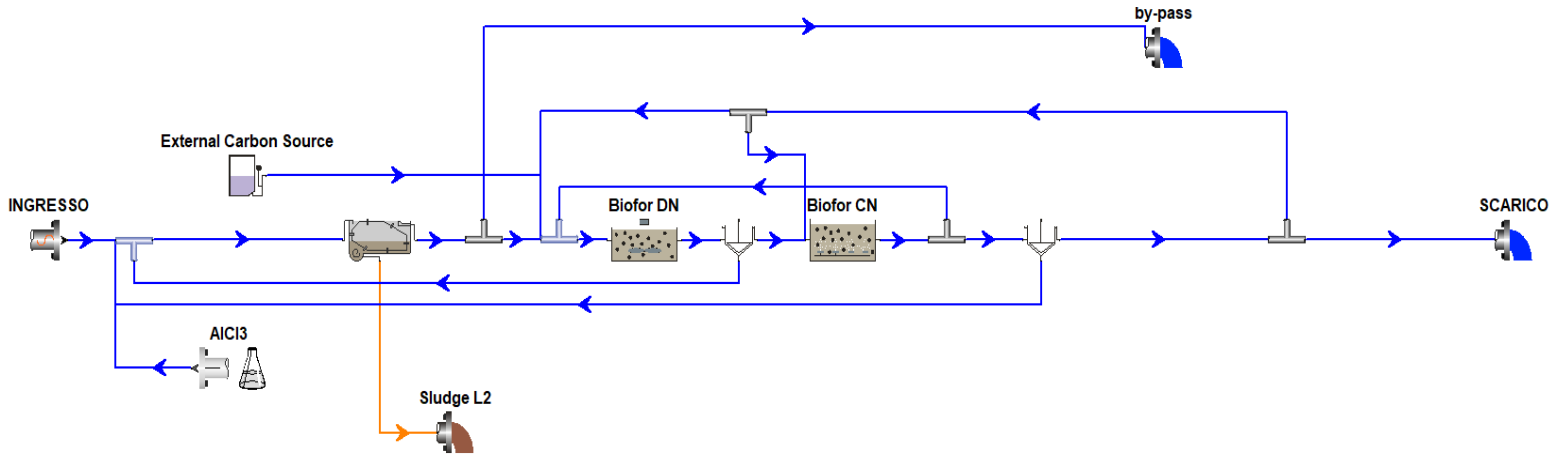 by-pass
External Carbon Source
INGRESSO
Biofor DN
Biofor CN
SCARICO
AlCl3
Sludge L2